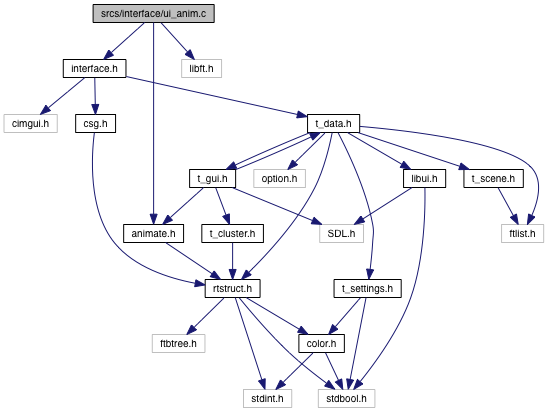 srcs/interface/ui_anim.c
interface.h
libft.h
cimgui.h
csg.h
t_data.h
t_gui.h
option.h
libui.h
t_scene.h
animate.h
t_cluster.h
SDL.h
ftlist.h
rtstruct.h
t_settings.h
ftbtree.h
color.h
stdint.h
stdbool.h